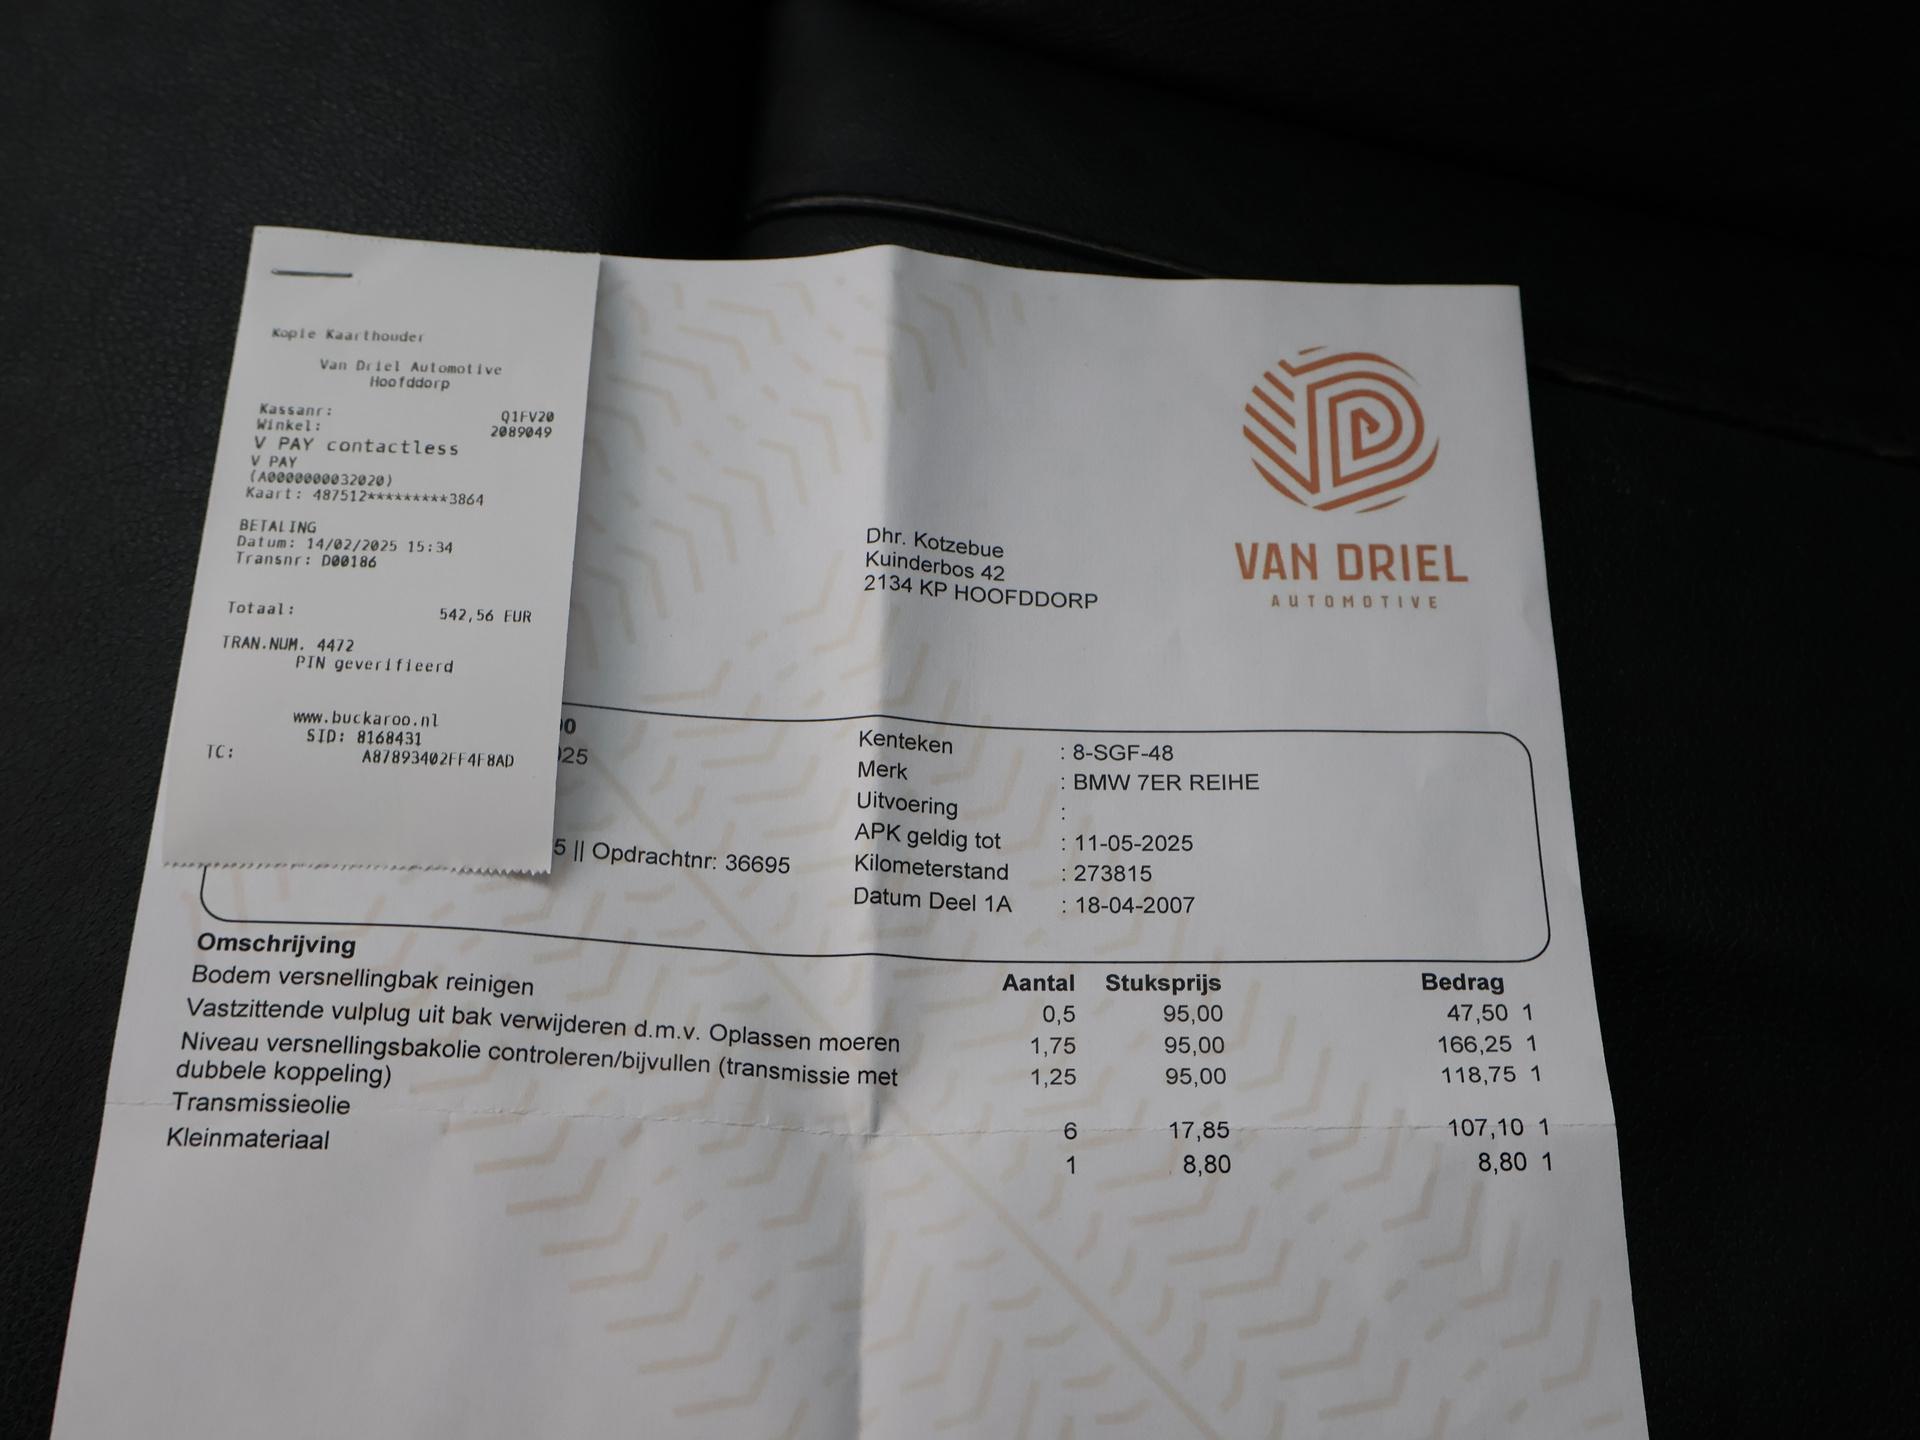 Kopie Kaarthouder
Van Driel Automotive
Hoofddorp
Kassanr: Q1FV20
Winkel: 2089049
V PAY contactless
V PAY
(A0000000032020)
Kaart: 487512*********3864
BETALING
Datum: 14/02/2025 15:34
Transnr: D00186
Totaal: 542,56 EUR
TRAN.NUM. 4472
PIN geverifieerd
www.buckaroo.nl
SID: 8168431
TC: A87893402FF4F8AD
VAN DRIEL
AUTOMOTIVE
Dhr. Kotzebue
Kuinderbos 42
2134 KP HOOFDDORP
25
5 || Opdrachtnr: 36695
Kenteken : 8-SGF-48
Merk : BMW 7ER REIHE
Uitvoering :
APK geldig tot : 11-05-2025
Kilometerstand : 273815
Datum Deel 1A : 18-04-2007
Omschrijving Aantal Stuksprijs Bedrag
Bodem versnellingbak reinigen 0,5 95,00 47,50 1
Vastzittende vulplug uit bak verwijderen d.m.v. Oplassen moeren 1,75 95,00 166,25 1
Niveau versnellingsbakolie controleren/bijvullen (transmissie met 1,25 95,00 118,75 1
dubbele koppeling)
Transmissieolie 6 17,85 107,10 1
Kleinmateriaal 1 8,80 8,80 1